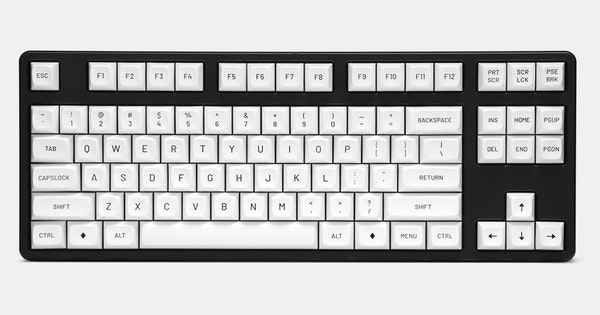 ESC F1 F2 F3 F4 F5 F6 F7 F8 F9 F10 F11 F12 PRT SCR SCR LCK PSE BRK
~ ` ! 1 @ 2 # 3 $ 4 % 5 ^ 6 & 7 * 8 ( 9 ) 0 — - + = BACKSPACE INS HOME PGUP
TAB Q W E R T Y U I O P { [ } ] | \ DEL END PGDN
CAPSLOCK A S D F G H J K L : ; " ' RETURN
SHIFT Z X C V B N M < , > . ? / SHIFT ↑
CTRL ♦ ALT ALT ♦ MENU CTRL ← ↓ →